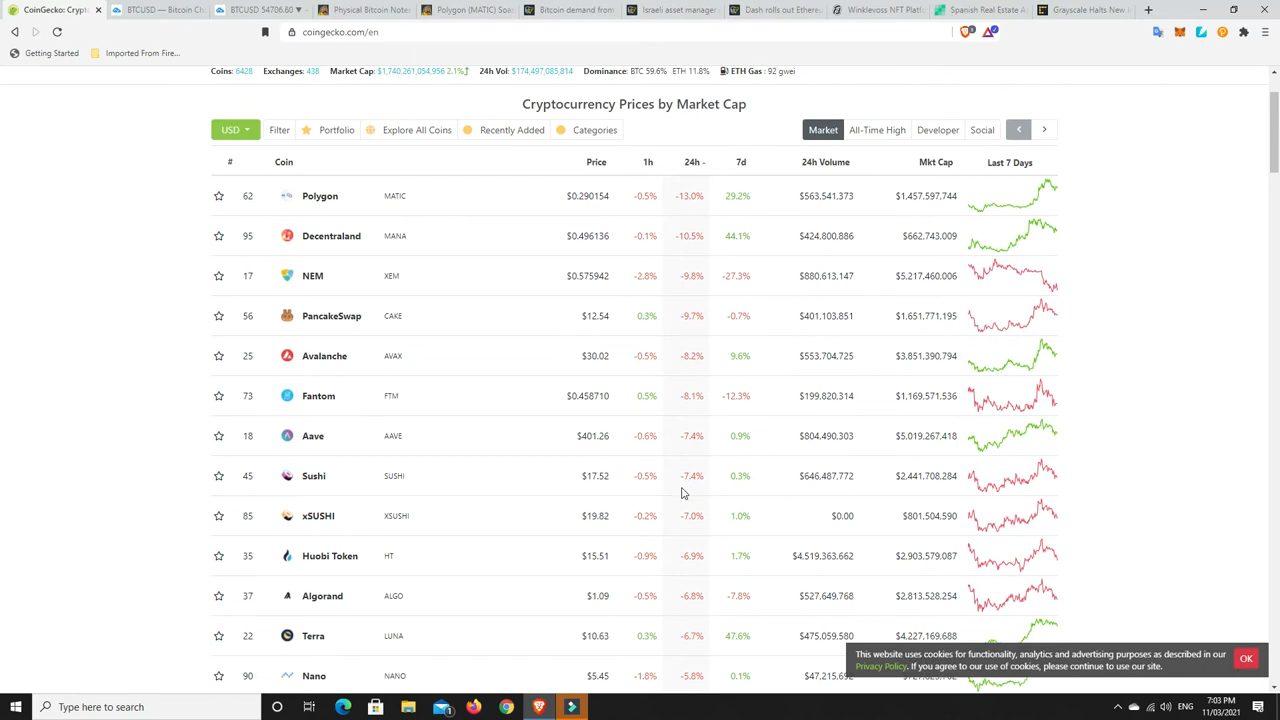 CoinGecko: Crypt
BTCUSD — Bitcoin Ch
BTCUSD 54706.80 ▼
Physical Bitcoin Notes
Polygon (MATIC) Soa
Bitcoin demand from
Israeli asset manager
Dash rolls out Ethere
Winklevoss NFT Platfo
Spanish Real Estate A
Grayscale Halts New
coingecko.com/en
Getting Started
Imported From Fire...
Coins: 6428 Exchanges: 438 Market Cap: $1,740,261,054,956 2.1% 24h Vol: $174,497,085,814 Dominance: BTC 59.6% ETH 11.8% ETH Gas: 92 gwei
Cryptocurrency Prices by Market Cap
USD Filter Portfolio Explore All Coins Recently Added Categories Market All-Time High Developer Social
# Coin Price 1h 24h 7d 24h Volume Mkt Cap Last 7 Days
62 Polygon MATIC $0.290154 -0.5% -13.0% 29.2% $563,541,373 $1,457,597,744
95 Decentraland MANA $0.496136 -0.1% -10.5% 44.1% $424,800,886 $662,743,009
17 NEM XEM $0.575942 -2.8% -9.8% -27.3% $880,613,147 $5,217,460,006
56 PancakeSwap CAKE $12.54 0.3% -9.7% -0.7% $401,103,851 $1,651,771,195
25 Avalanche AVAX $30.02 -0.5% -8.2% 9.6% $553,704,725 $3,851,390,794
73 Fantom FTM $0.458710 0.5% -8.1% -12.3% $199,820,314 $1,169,571,536
18 Aave AAVE $401.26 -0.6% -7.4% 0.9% $804,490,303 $5,019,267,418
45 Sushi SUSHI $17.52 -0.5% -7.4% 0.3% $646,487,772 $2,441,708,284
85 xSUSHI XSUSHI $19.82 -0.2% -7.0% 1.0% $0.00 $801,504,590
35 Huobi Token HT $15.51 -0.9% -6.9% 1.7% $4,519,363,662 $2,903,579,087
37 Algorand ALGO $1.09 -0.5% -6.8% -7.8% $527,649,768 $2,813,528,254
22 Terra LUNA $10.63 0.3% -6.7% 47.6% $475,059,580 $4,227,169,688
90 Nano NANO $5.45 -1.8% -5.8% 0.1%
This website uses cookies for functionality, analytics and advertising purposes as described in our
Privacy Policy. If you agree to our use of cookies, please continue to use our site.
OK
Type here to search
ENG
7:03 PM
11/03/2021